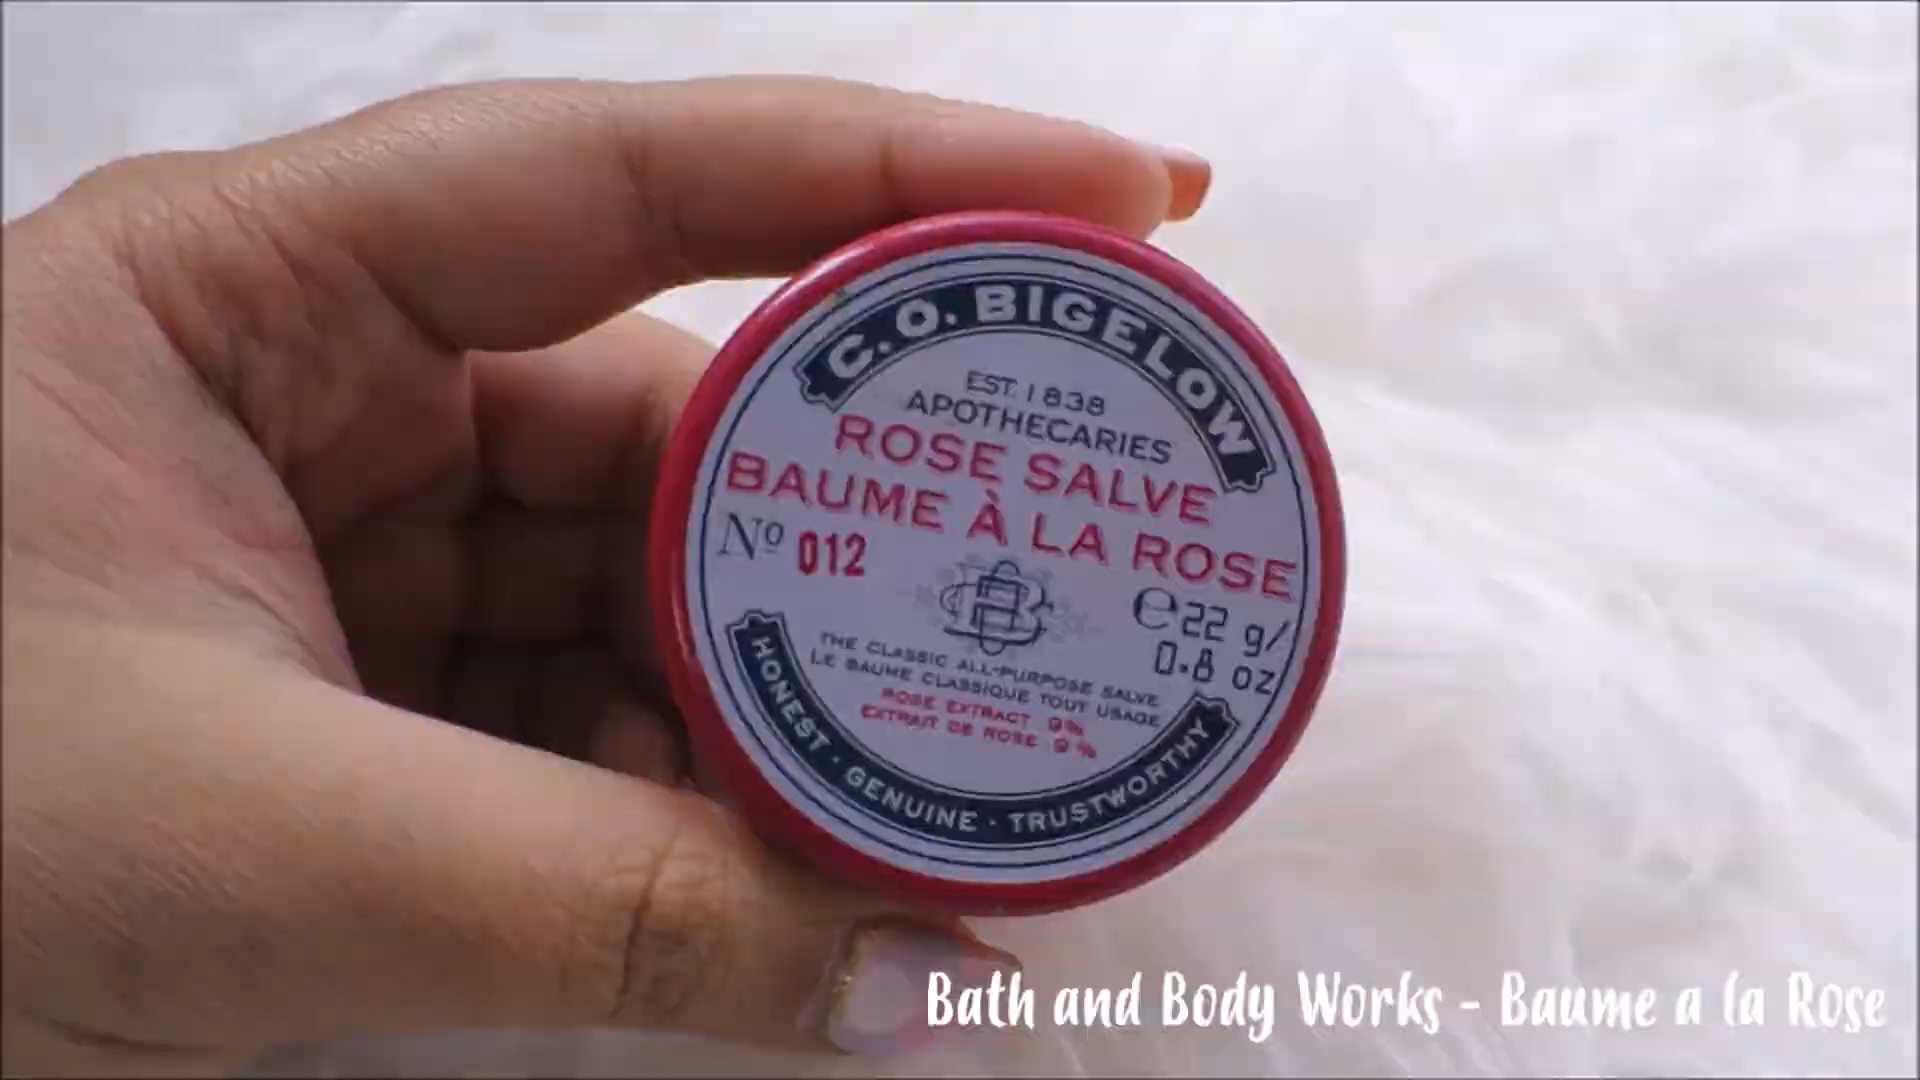 C.O. BIGELOW
EST. 1838
APOTHECARIES
ROSE SALVE
BAUME À LA ROSE
Nº 012
℮ 22 g/
0.8 OZ
THE CLASSIC ALL-PURPOSE SALVE
LE BAUME CLASSIQUE TOUT USAGE
ROSE EXTRACT 9%
EXTRAIT DE ROSE 9%
HONEST · GENUINE · TRUSTWORTHY
Bath and Body Works - Baume a la Rose